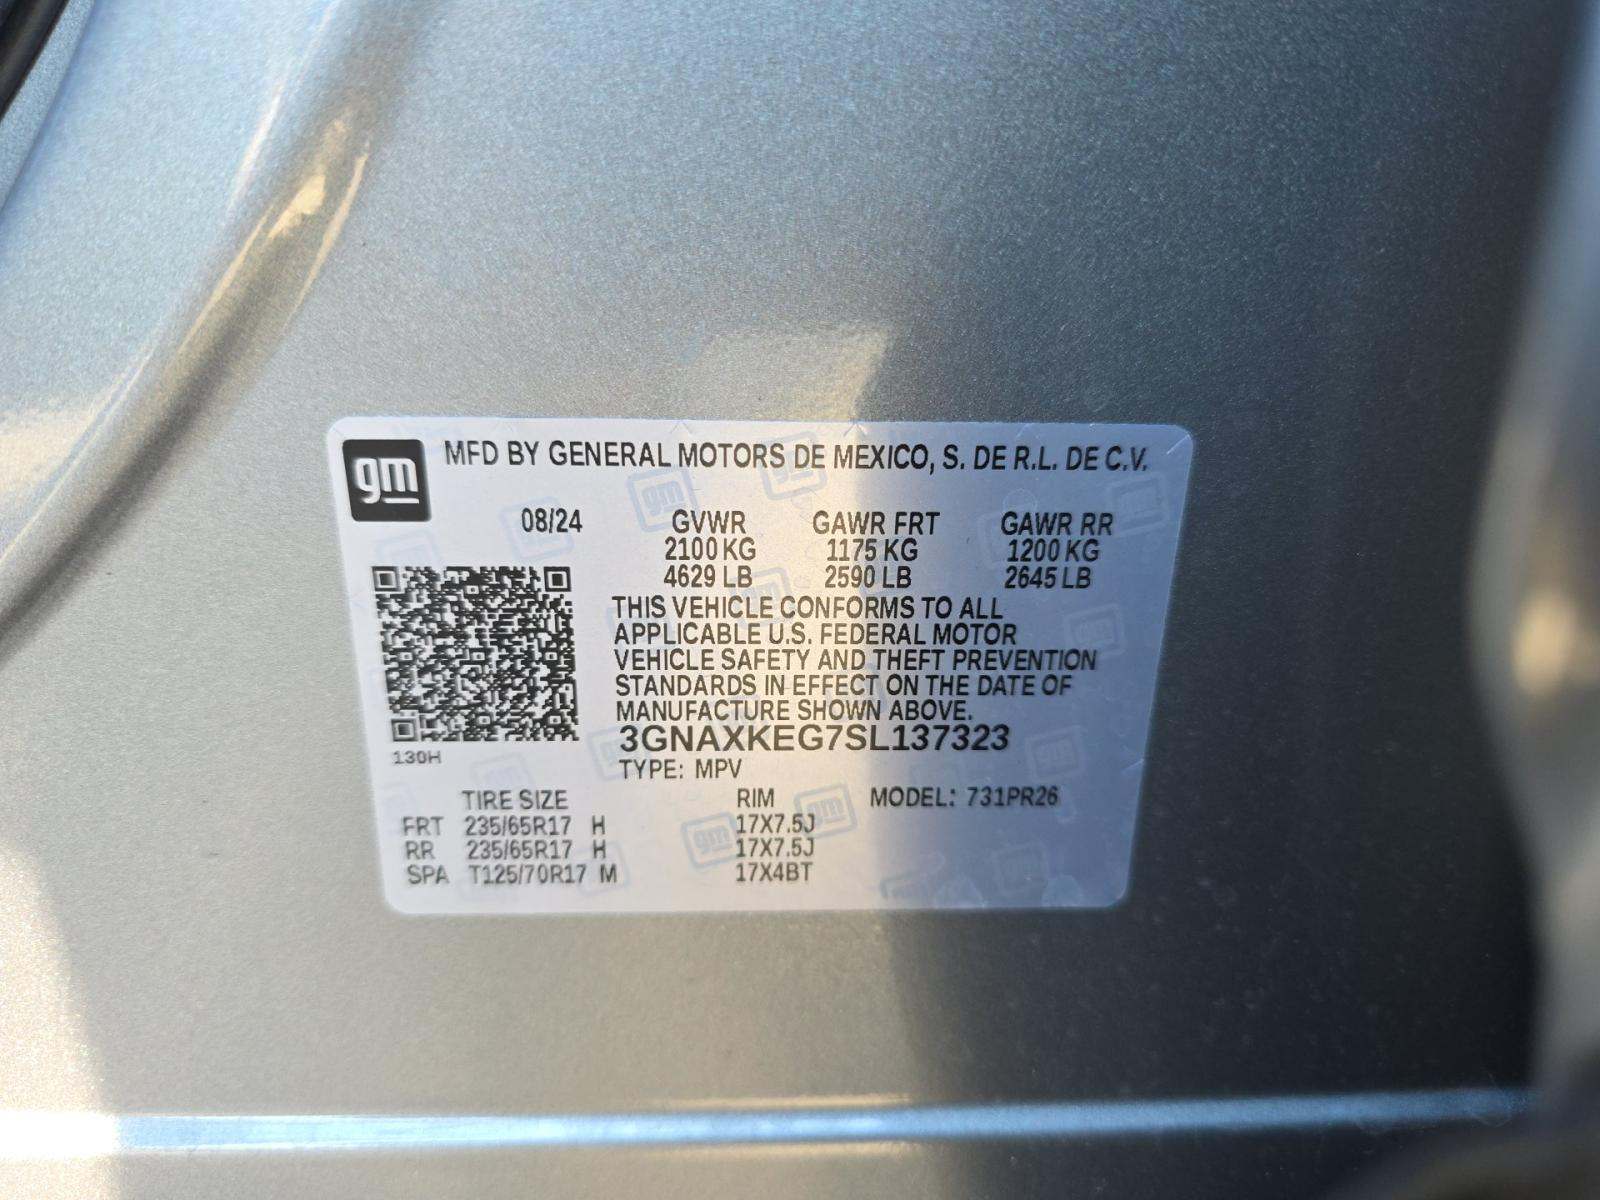 gm
MFD BY GENERAL MOTORS DE MEXICO, S. DE R.L. DE C.V.
08/24 GVWR GAWR FRT GAWR RR
2100 KG 1175 KG 1200 KG
4629 LB 2590 LB 2645 LB
THIS VEHICLE CONFORMS TO ALL
APPLICABLE U.S. FEDERAL MOTOR
VEHICLE SAFETY AND THEFT PREVENTION
STANDARDS IN EFFECT ON THE DATE OF
MANUFACTURE SHOWN ABOVE.
3GNAXKEG7SL137323
130H
TYPE: MPV
TIRE SIZE RIM MODEL: 731PR26
FRT 235/65R17 H 17X7.5J
RR 235/65R17 H 17X7.5J
SPA T125/70R17 M 17X4BT